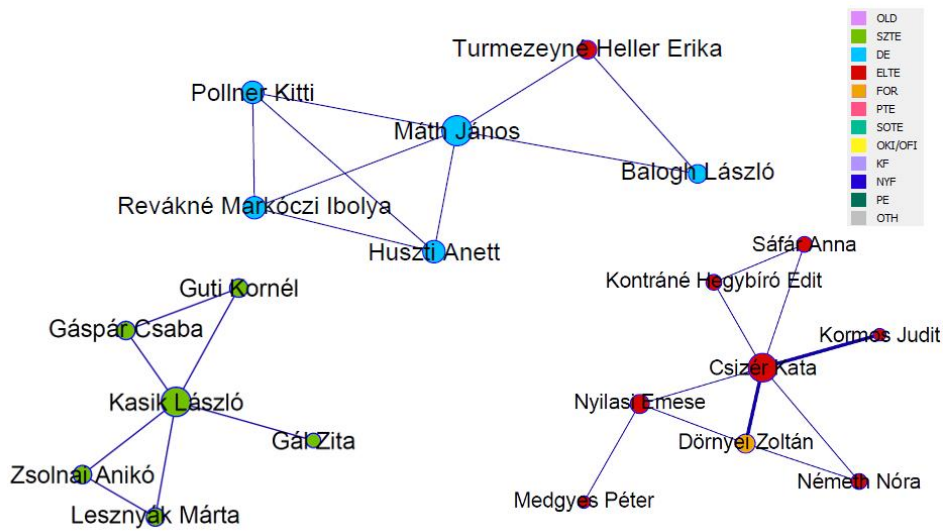 OLD
SZTE
DE
ELTE
FOR
PTE
SOTE
OKI/OFI
KF
NYF
PE
OTH
Turmezeyné Heller Erika
Pollner Kitti
Máth János
Balogh László
Revákné Markóczi Ibolya
Huszti Anett
Sáfár Anna
Kontráné Hegybíró Edit
Kormos Judit
Csizér Kata
Nyilasi Emese
Dörnyei Zoltán
Németh Nóra
Medgyes Péter
Guti Kornél
Gáspár Csaba
Kasik László
Gál Zita
Zsolnai Anikó
Lesznyák Márta